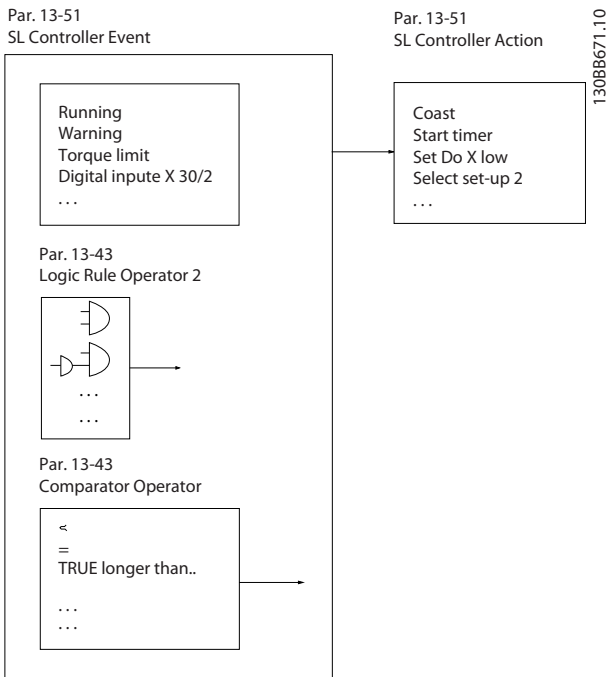 Par. 13-51
SL Controller Event
Par. 13-51
SL Controller Action
130BB671.10
Running
Warning
Torque limit
Digital inpute X 30/2
. . .
Coast
Start timer
Set Do X low
Select set-up 2
. . .
Par. 13-43
Logic Rule Operator 2
. . .
. . .
Par. 13-43
Comparator Operator
<
=
TRUE longer than..
. . .
. . .